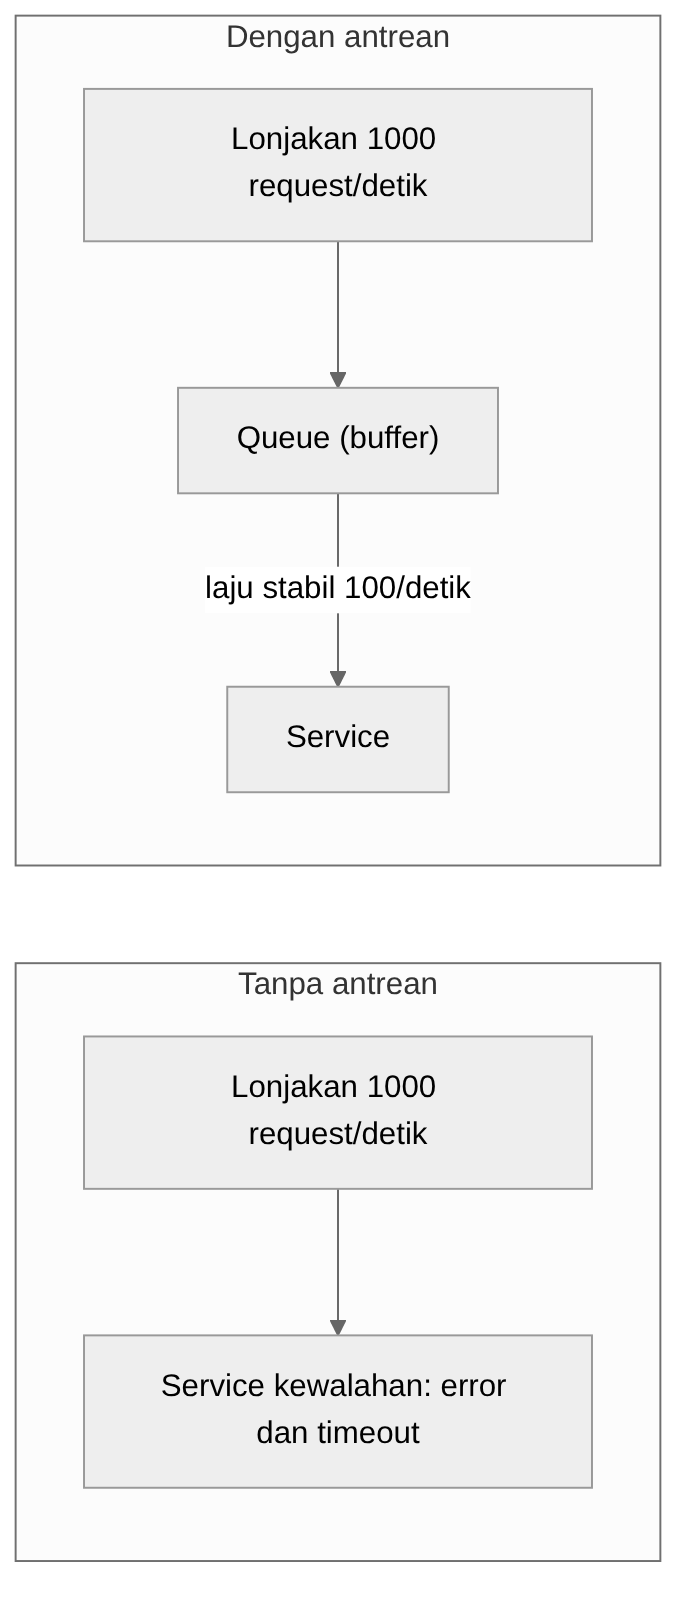 Dengan antrean
Lonjakan 1000
request/detik
Queue (buffer)
laju stabil 100/detik
Service
Tanpa antrean
Lonjakan 1000
request/detik
Service kewalahan: error
dan timeout